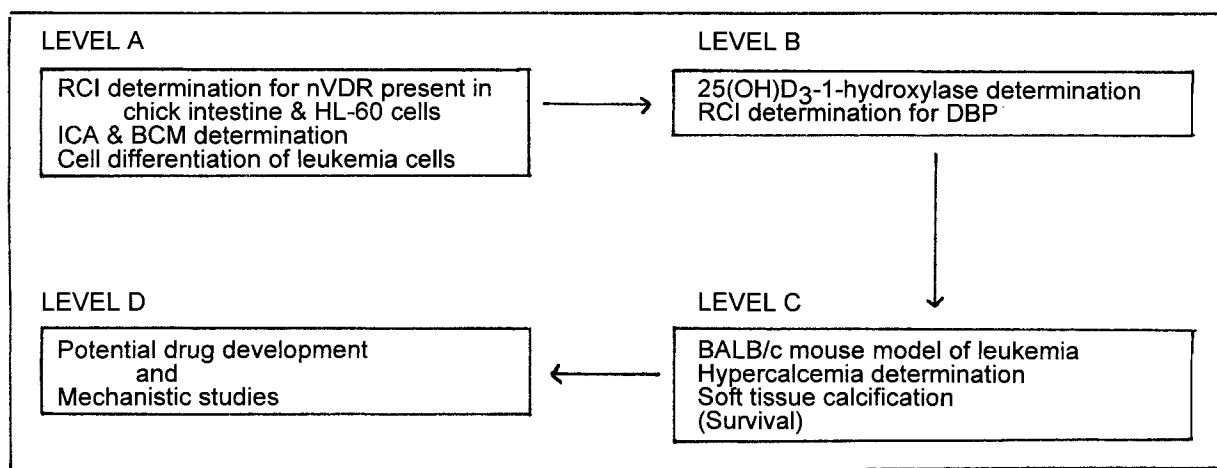 LEVEL A
RCI determination for nVDR present in
chick intestine & HL-60 cells
ICA & BCM determination
Cell differentiation of leukemia cells
LEVEL B
25(OH)D3-1-hydroxylase determination
RCI determination for DBP
LEVEL C
BALB/c mouse model of leukemia
Hypercalcemia determination
Soft tissue calcification
(Survival)
LEVEL D
Potential drug development
and
Mechanistic studies